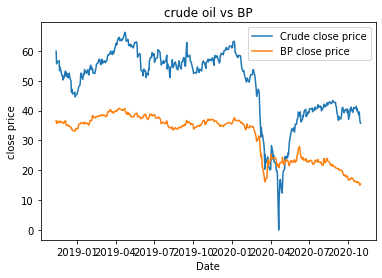 crude oil vs BP
Crude close price
BP close price
close price
60
50
40
30
20
10
0
2019-01 2019-04 2019-07 2019-10 2020-01 2020-04 2020-07 2020-10
Date